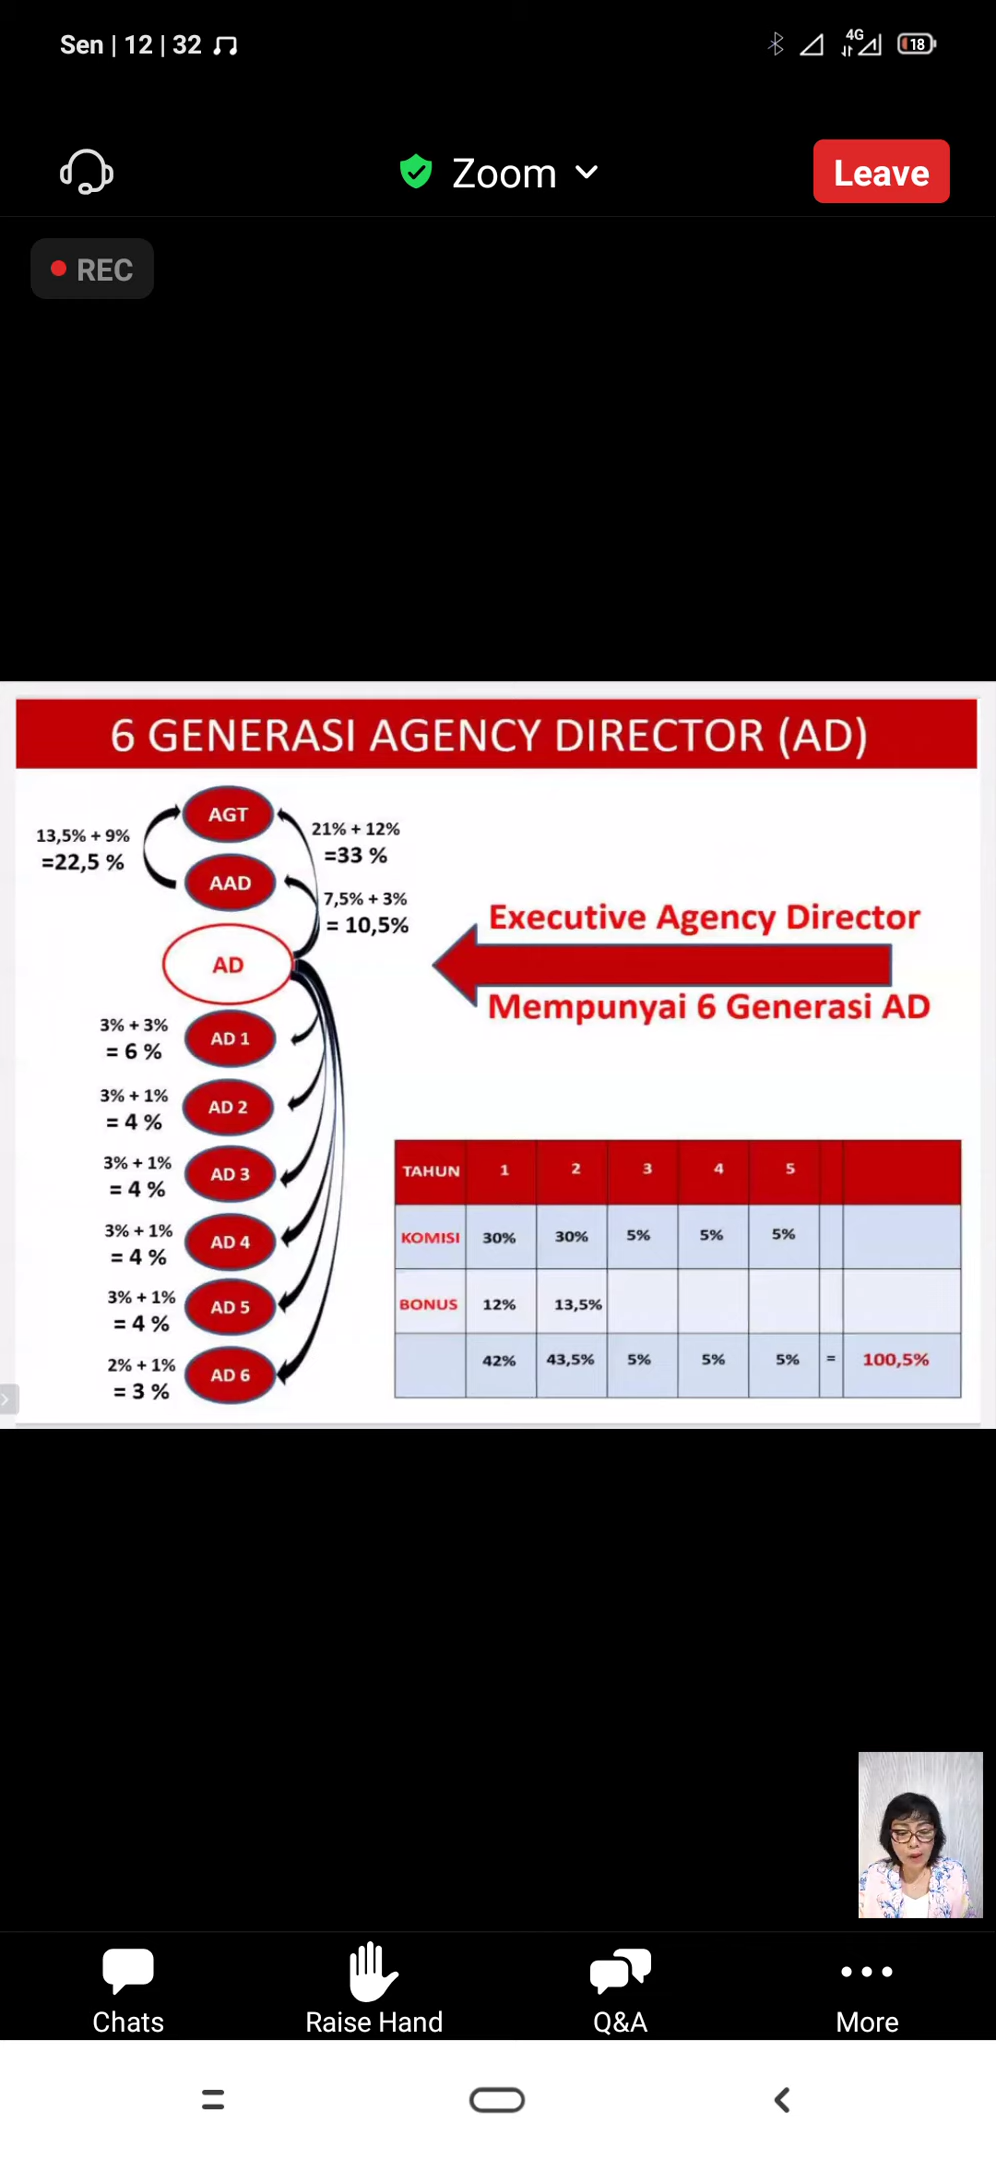 Sen | 12 | 32
4G
18
Zoom
Leave
REC
6 GENERASI AGENCY DIRECTOR (AD)
AGT
13,5% + 9%
=22,5 %
21% + 12%
=33 %
AAD
7,5% + 3%
= 10,5%
AD
Executive Agency Director
Mempunyai 6 Generasi AD
3% + 3%
= 6 %
AD 1
3% + 1%
= 4 %
AD 2
3% + 1%
= 4 %
AD 3
3% + 1%
= 4 %
AD 4
3% + 1%
= 4 %
AD 5
2% + 1%
= 3 %
AD 6
TAHUN 1 2 3 4 5
KOMISI 30% 30% 5% 5% 5%
BONUS 12% 13,5%
42% 43,5% 5% 5% 5% = 100,5%
Chats
Raise Hand
Q&A
More